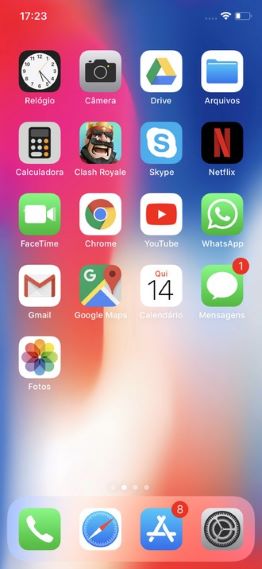 17:23
Relógio Câmera Drive Arquivos
Calculadora Clash Royale Skype Netflix
FaceTime Chrome YouTube WhatsApp
Qui
14
1
Gmail Google Maps Calendário Mensagens
Fotos
8